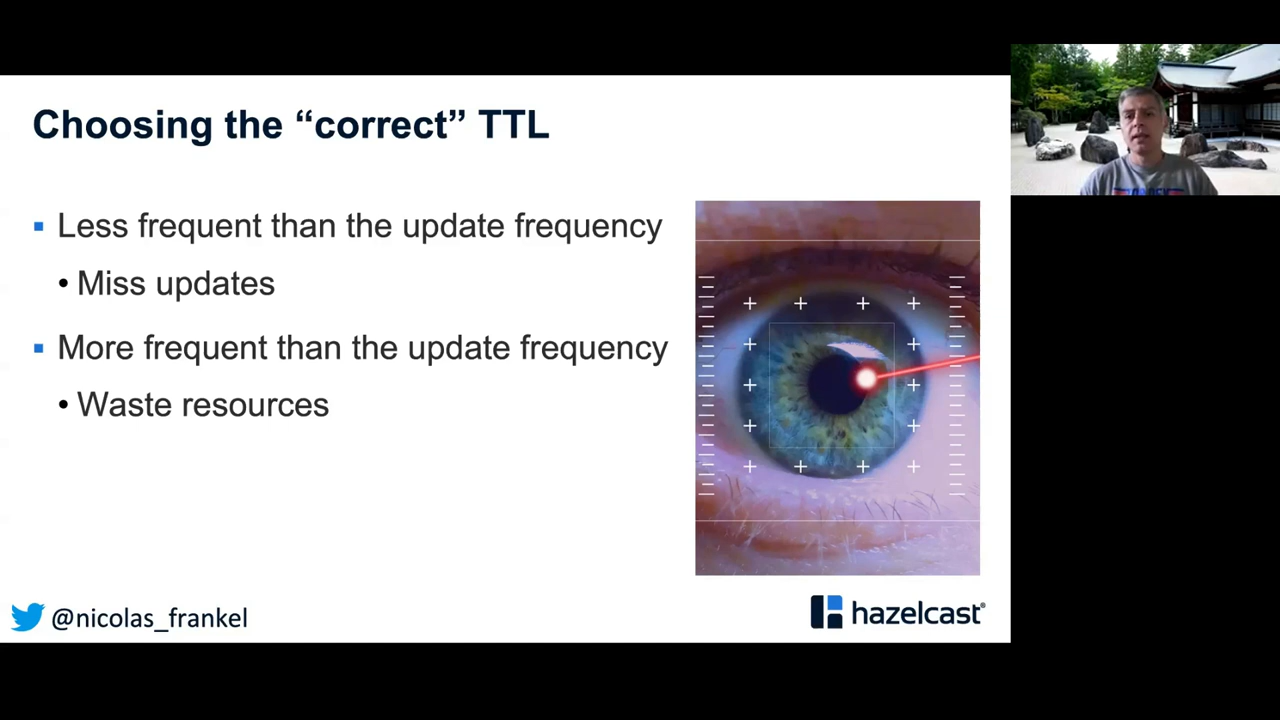 Choosing the “correct” TTL
▪ Less frequent than the update frequency
• Miss updates
▪ More frequent than the update frequency
• Waste resources
@nicolas_frankel
hazelcast®